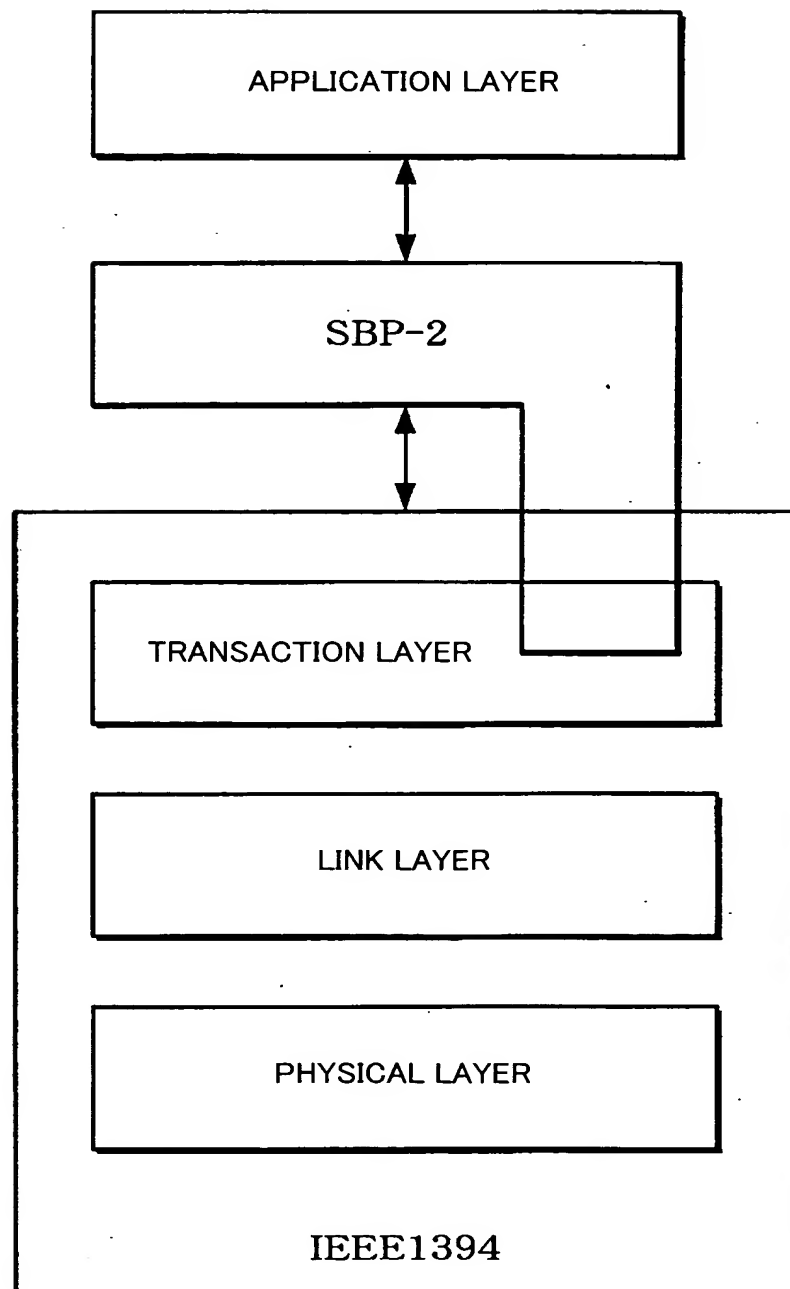 APPLICATION LAYER
SBP-2
TRANSACTION LAYER
LINK LAYER
PHYSICAL LAYER
IEEE1394